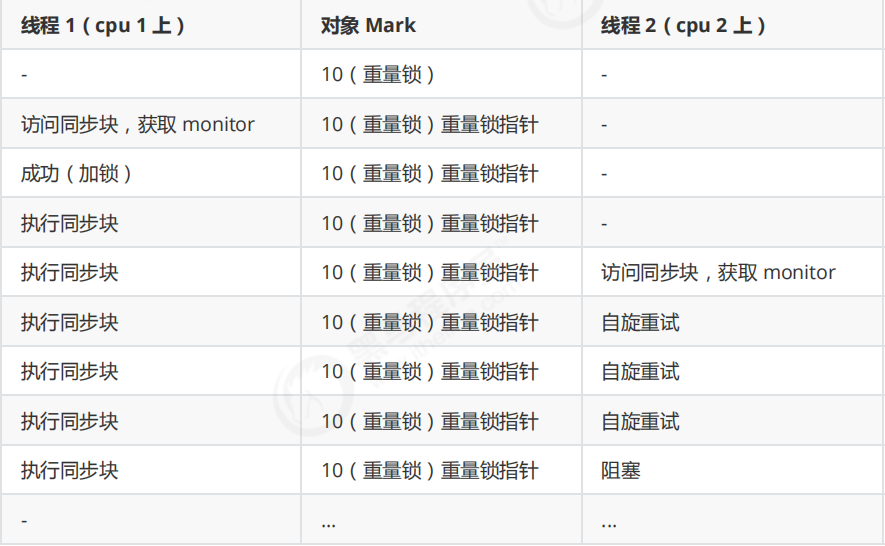 线程 1（cpu 1 上） 对象 Mark 线程 2（cpu 2 上）
- 10（重量锁） -
访问同步块，获取 monitor 10（重量锁）重量锁指针 -
成功（加锁） 10（重量锁）重量锁指针 -
执行同步块 10（重量锁）重量锁指针 -
执行同步块 10（重量锁）重量锁指针 访问同步块，获取 monitor
执行同步块 10（重量锁）重量锁指针 自旋重试
执行同步块 10（重量锁）重量锁指针 自旋重试
执行同步块 10（重量锁）重量锁指针 自旋重试
执行同步块 10（重量锁）重量锁指针 阻塞
- ... ...